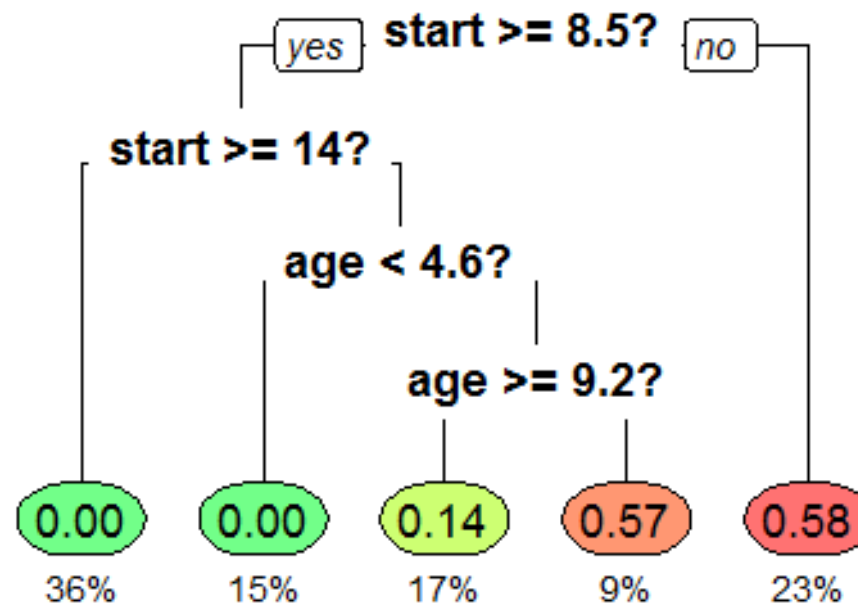 yes start >= 8.5? no
start >= 14?
age < 4.6?
age >= 9.2?
0.00 0.00 0.14 0.57 0.58
36% 15% 17% 9% 23%